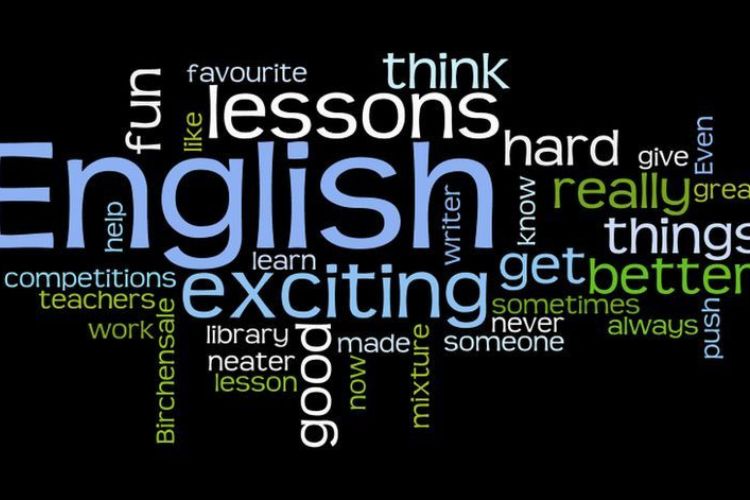 think
favourite
fun
lessons
like
hard
give
Even
English
really
know
help
writer
things
learn
get
better
competitions
exciting
teachers
sometimes
work
Birchensale
library
never
always
push
good
made
someone
neater
mixture
lesson
now